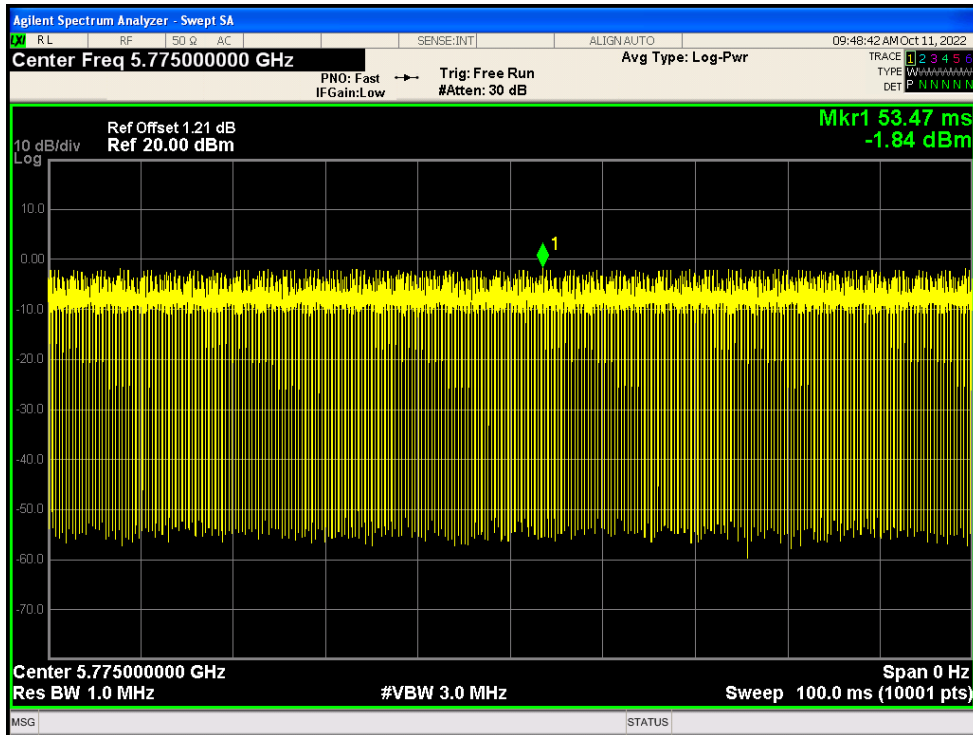 Agilent Spectrum Analyzer - Swept SA
LXI RL RF 50 Ω AC SENSE:INT ALIGN AUTO 09:48:42 AM Oct 11, 2022
Center Freq 5.775000000 GHz Avg Type: Log-Pwr TRACE 1 2 3 4 5 6
PNO: Fast Trig: Free Run TYPE
IFGain:Low #Atten: 30 dB DET P N N N N N
Mkr1 53.47 ms
Ref Offset 1.21 dB
10 dB/div Ref 20.00 dBm -1.84 dBm
Log
10.0
1
0.00
-10.0
-20.0
-30.0
-40.0
-50.0
-60.0
-70.0
Center 5.775000000 GHz Span 0 Hz
Res BW 1.0 MHz #VBW 3.0 MHz Sweep 100.0 ms (10001 pts)
MSG STATUS